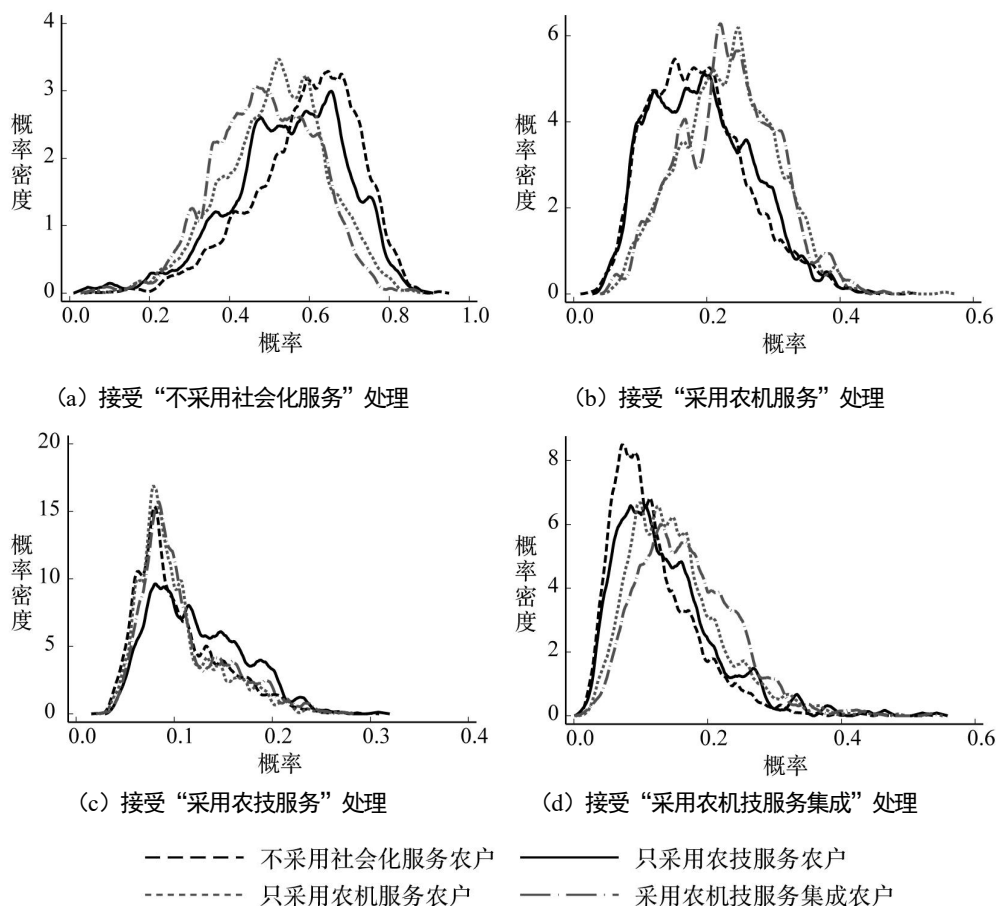 4
3
2
1
0
概率密度
0.0 0.2 0.4 0.6 0.8 1.0
概率
(a)接受“不采用社会化服务”处理
6
4
2
0
概率密度
0.0 0.2 0.4 0.6
概率
(b)接受“采用农机服务”处理
20
15
10
5
0
概率密度
0.0 0.1 0.2 0.3 0.4
概率
(c)接受“采用农技服务”处理
8
6
4
2
0
概率密度
0.0 0.2 0.4 0.6
概率
(d)接受“采用农机技服务集成”处理
不采用社会化服务农户 只采用农技服务农户
只采用农机服务农户 采用农机技服务集成农户